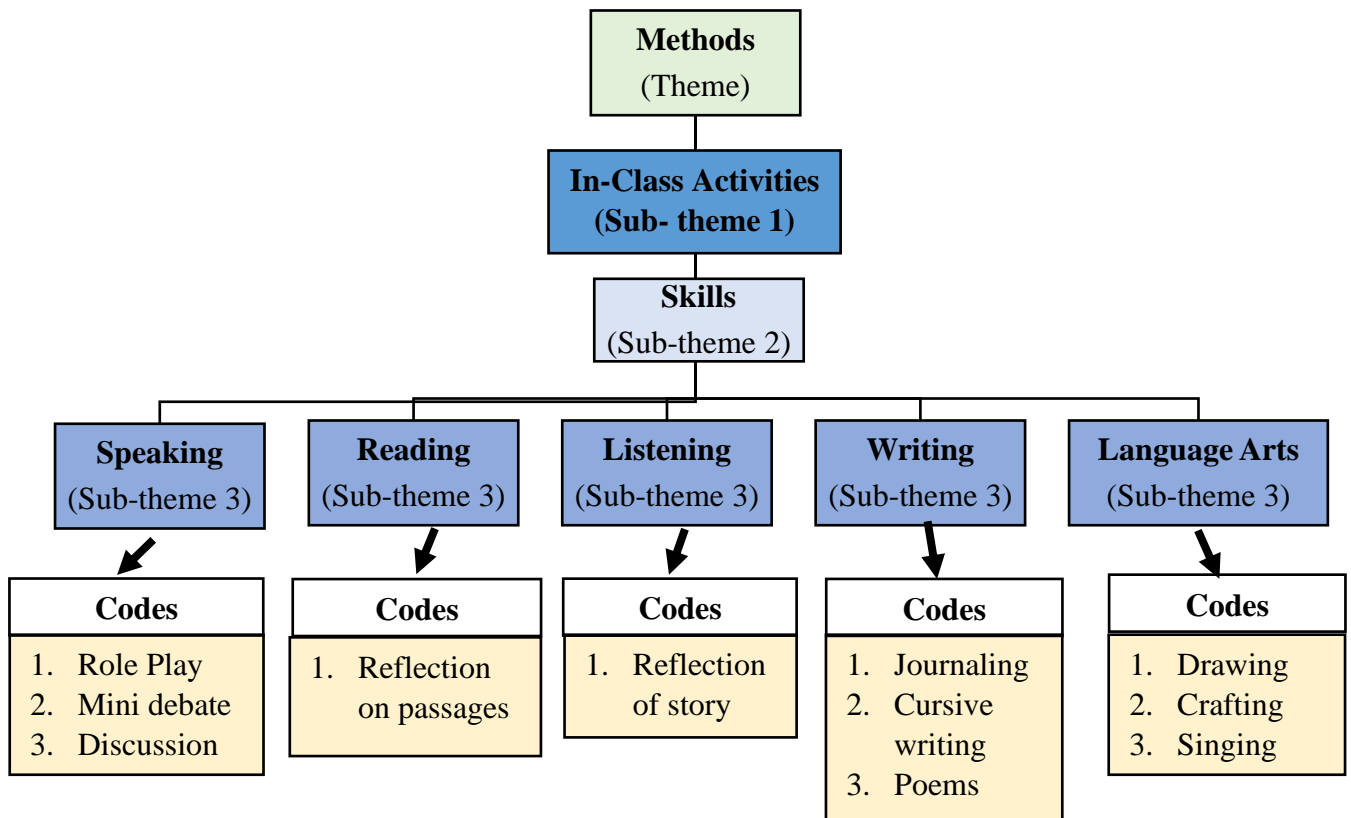 Methods
(Theme)
In-Class Activities
(Sub- theme 1)
Skills
(Sub-theme 2)
Speaking
(Sub-theme 3)
Reading
(Sub-theme 3)
Listening
(Sub-theme 3)
Writing
(Sub-theme 3)
Language Arts
(Sub-theme 3)
Codes
1. Role Play
2. Mini debate
3. Discussion
Codes
1. Reflection
on passages
Codes
1. Reflection
of story
Codes
1. Journaling
2. Cursive
writing
3. Poems
Codes
1. Drawing
2. Crafting
3. Singing